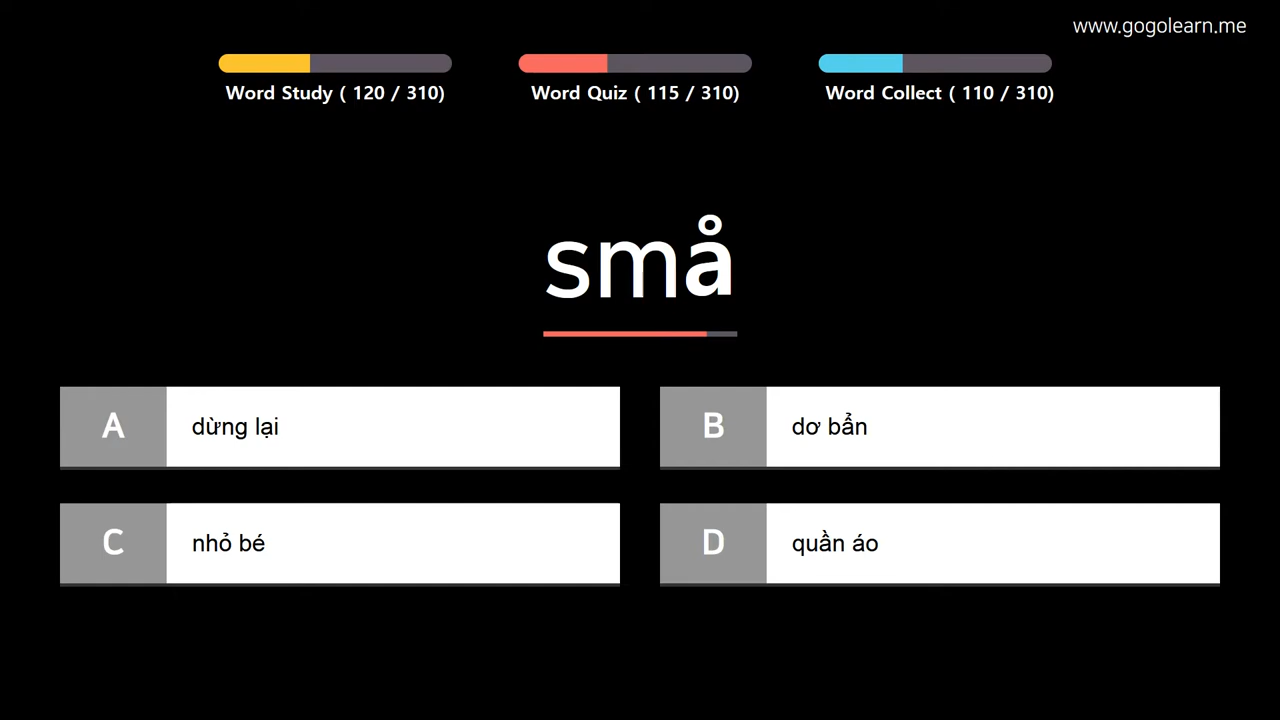 www.gogolearn.me
Word Study ( 120 / 310)
Word Quiz ( 115 / 310)
Word Collect ( 110 / 310)
små
A dừng lại
B dơ bẩn
C nhỏ bé
D quần áo